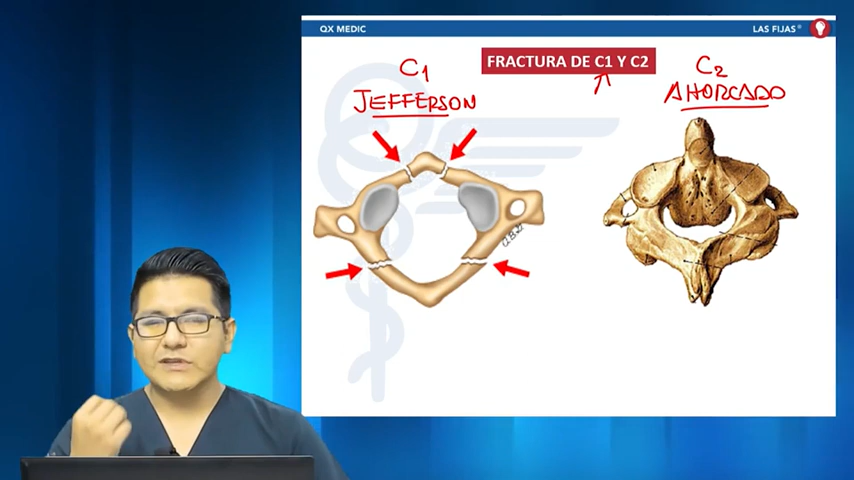 QX MEDIC
LAS FIJAS®
FRACTURA DE C1 Y C2
C1
JEFFERSON
C2
AHORCADO